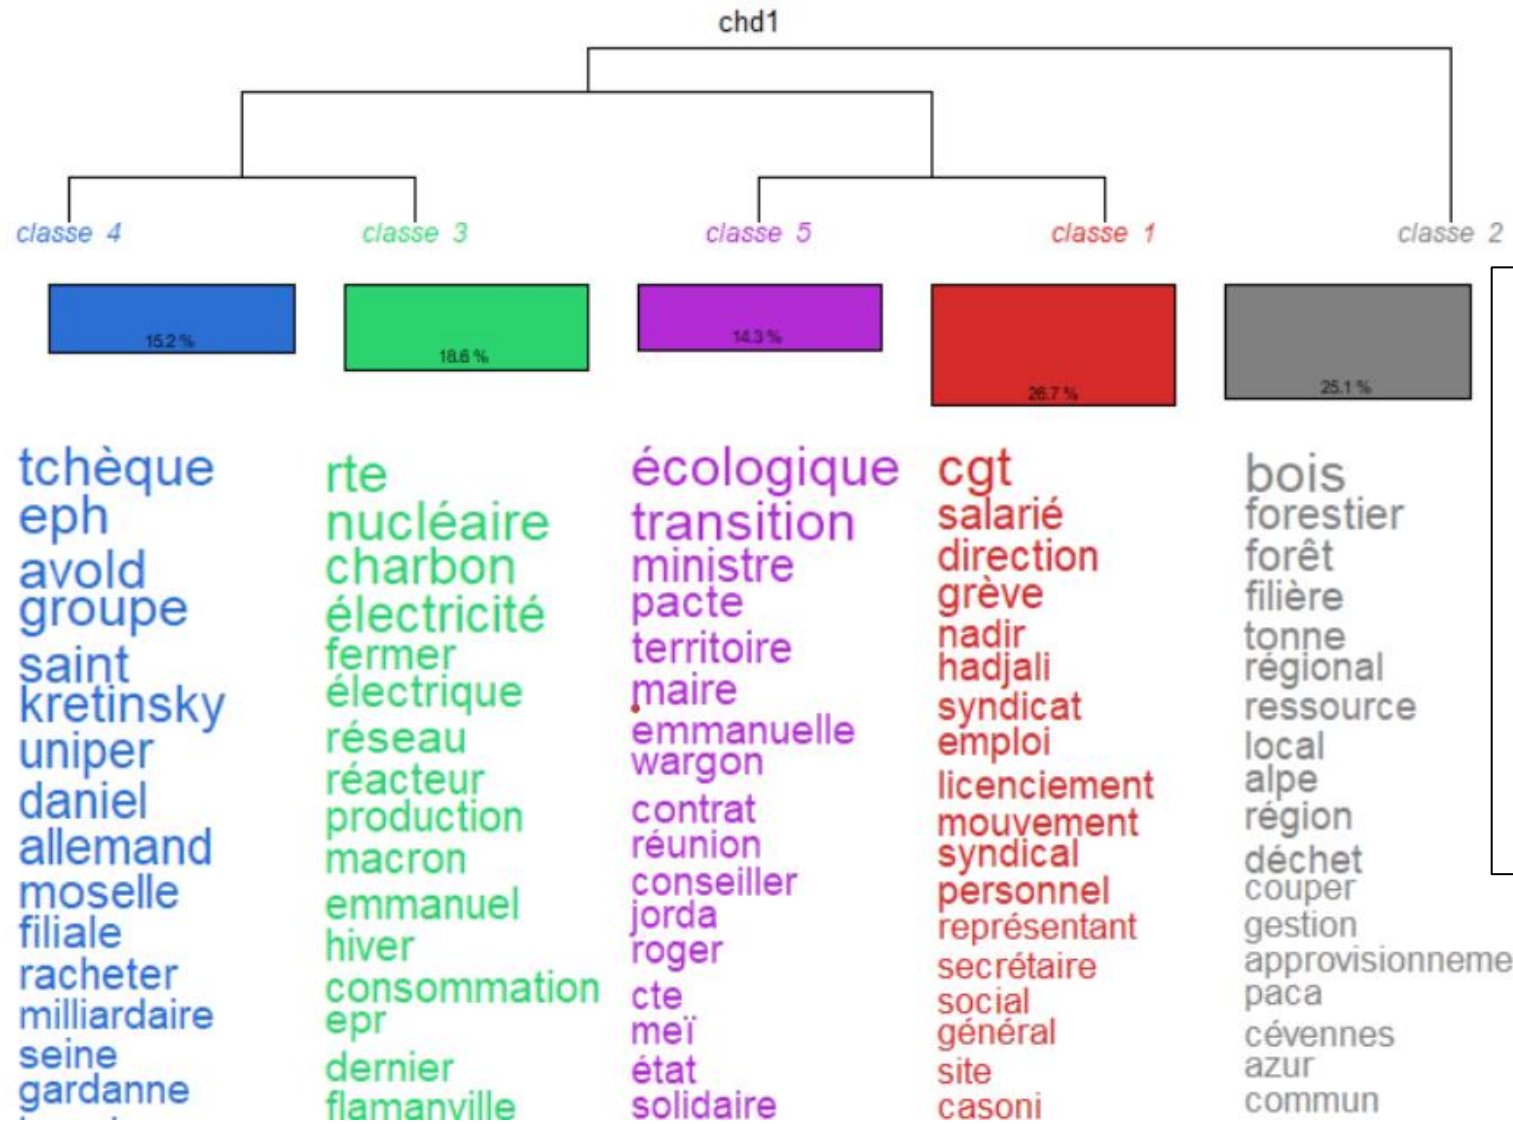 chd1
classe 4
classe 3
classe 5
classe 1
classe 2
15.2 %
18.6 %
14.3 %
26.7 %
25.1 %
tchèque
eph
avold
groupe
saint
kretinsky
uniper
daniel
allemand
moselle
filiale
racheter
milliardaire
seine
gardanne
rte
nucléaire
charbon
électricité
fermer
électrique
réseau
réacteur
production
macron
emmanuel
hiver
consommation
epr
dernier
flamanville
écologique
transition
ministre
pacte
territoire
maire
emmanuelle
wargon
contrat
réunion
conseiller
jorda
roger
cte
meï
état
solidaire
cgt
salarié
direction
grève
nadir
hadjali
syndicat
emploi
licenciement
mouvement
syndical
personnel
représentant
secrétaire
social
général
site
casoni
bois
forestier
forêt
filière
tonne
régional
ressource
local
alpe
région
déchet
couper
gestion
approvisionneme
paca
cévennes
azur
commun